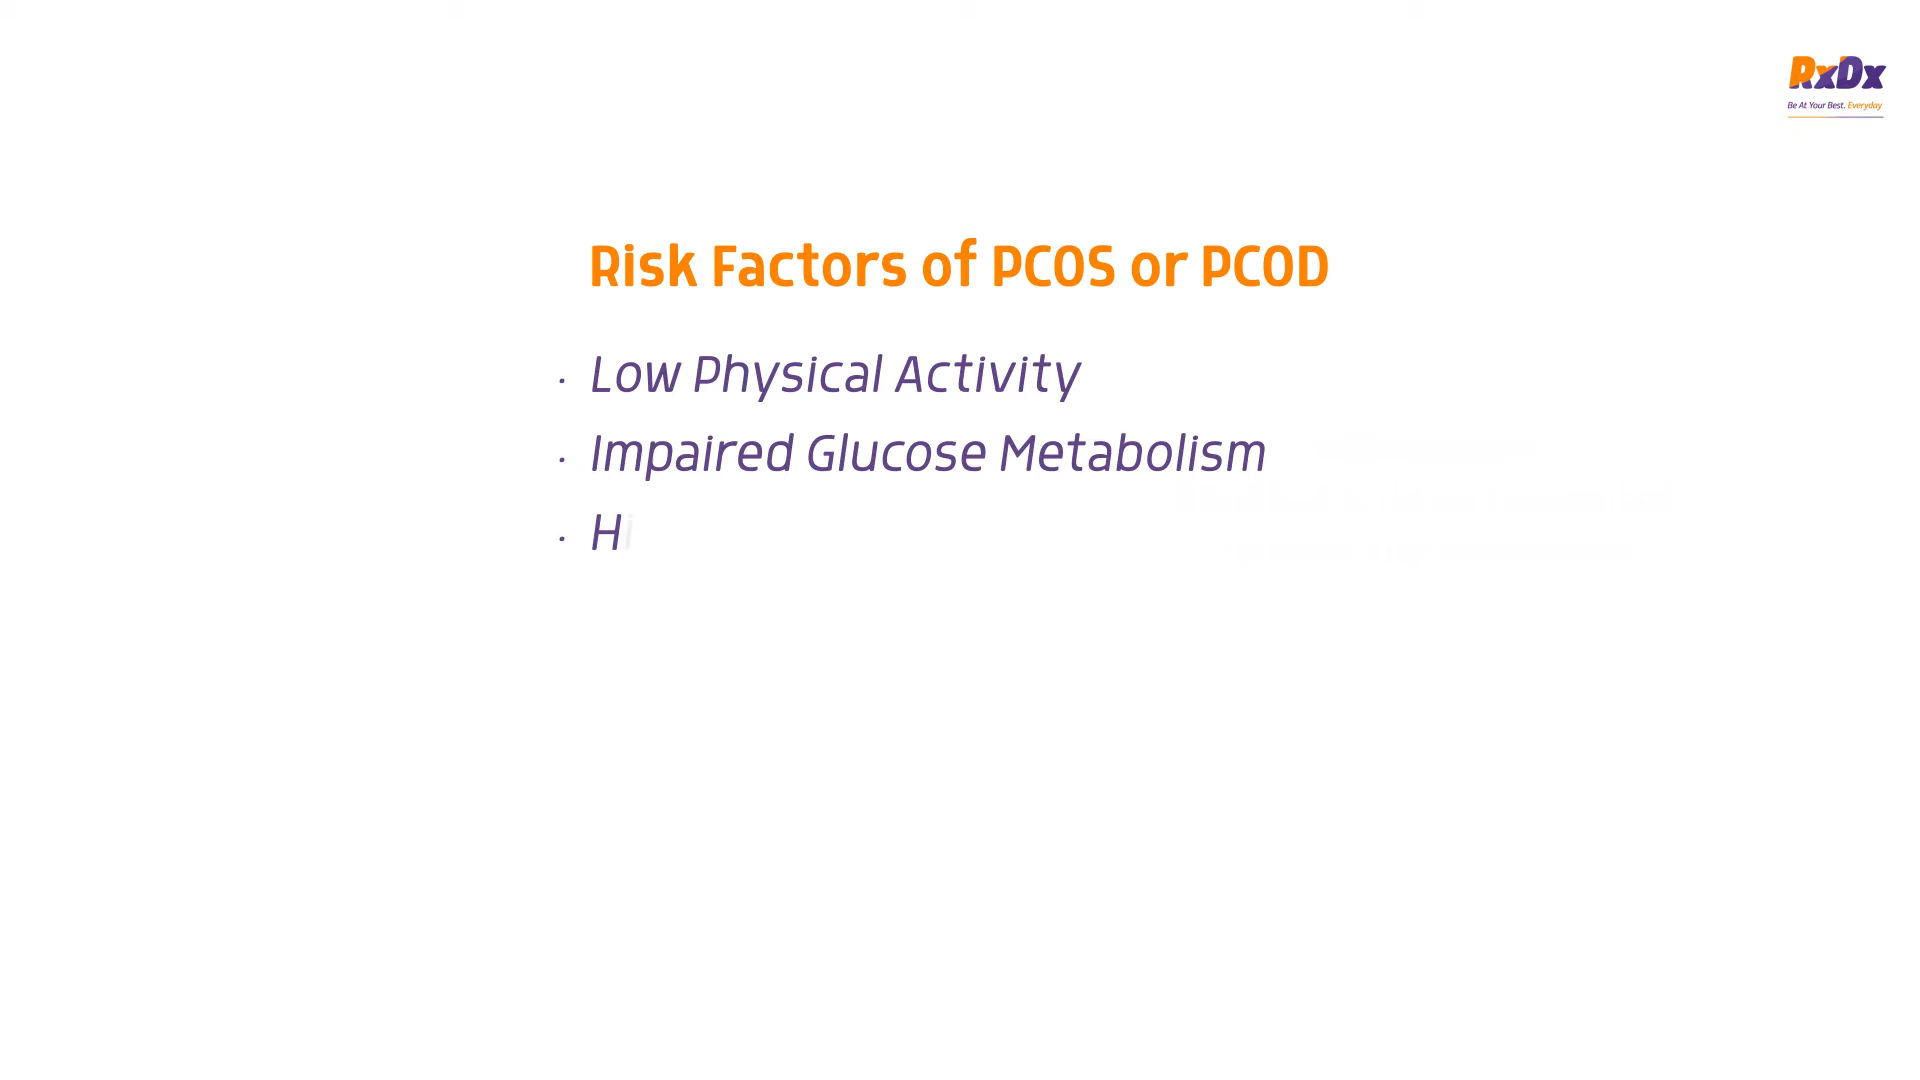 RxDx
Be At Your Best. Everyday
Risk Factors of PCOS or PCOD
· Low Physical Activity
· Impaired Glucose Metabolism
· H